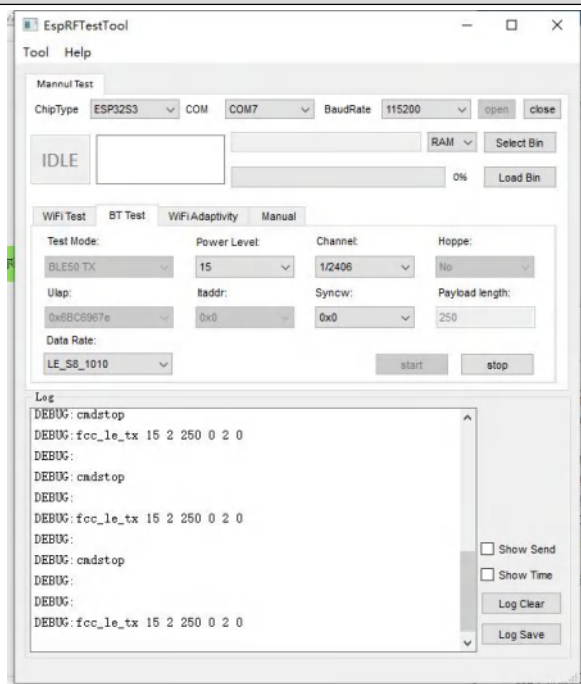 EspRFTestTool
Tool Help
Mannul Test
ChipType ESP32S3 COM COM7 BaudRate 115200 open close
IDLE RAM Select Bin
0% Load Bin
WiFi Test BT Test WiFi Adaptivity Manual
Test Mode: Power Level: Channel: Hoppe:
BLE50 TX 15 1/2406 No
Ulap: ltaddr: Syncw: Payload length:
0x6BC6967e 0x0 0x0 250
Data Rate:
LE_S8_1010 start stop
Log
DEBUG:cmdstop
DEBUG:fcc_le_tx 15 2 250 0 2 0
DEBUG:
DEBUG:cmdstop
DEBUG:
DEBUG:fcc_le_tx 15 2 250 0 2 0
DEBUG:
DEBUG:cmdstop
DEBUG:
DEBUG:
DEBUG:fcc_le_tx 15 2 250 0 2 0
Show Send
Show Time
Log Clear
Log Save